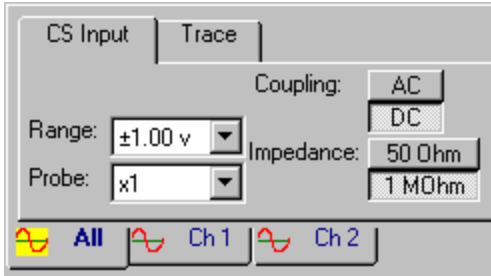 CS Input Trace
Coupling: AC
DC
Range: ±1.00 v
Impedance: 50 Ohm
Probe: x1
1 MOhm
All Ch 1 Ch 2